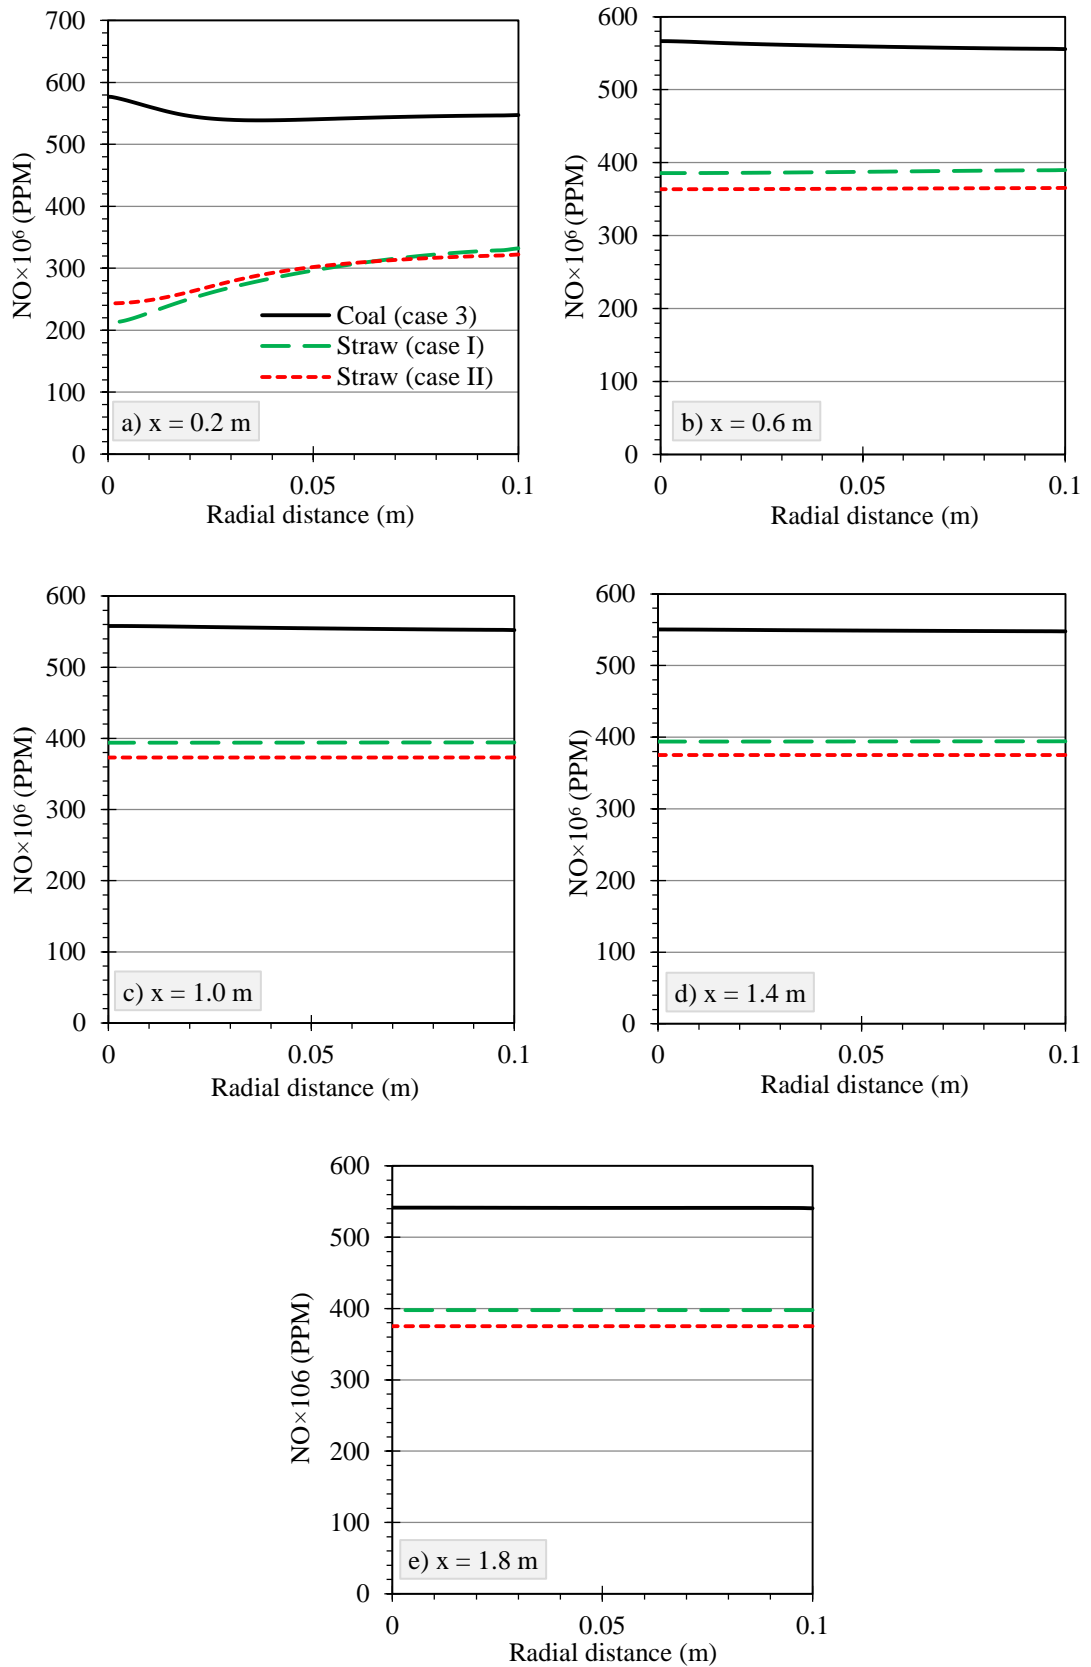 700
600
500
400
300
200
100
0
NO×10⁶ (PPM)
Coal (case 3)
Straw (case I)
Straw (case II)
a) x = 0.2 m
0 0.05 0.1
Radial distance (m)
600
500
400
300
200
100
0
NO×10⁶ (PPM)
b) x = 0.6 m
0 0.05 0.1
Radial distance (m)
600
500
400
300
200
100
0
NO×10⁶ (PPM)
c) x = 1.0 m
0 0.05 0.1
Radial distance (m)
600
500
400
300
200
100
0
NO×10⁶ (PPM)
d) x = 1.4 m
0 0.05 0.1
Radial distance (m)
600
500
400
300
200
100
0
NO×106 (PPM)
e) x = 1.8 m
0 0.05 0.1
Radial distance (m)